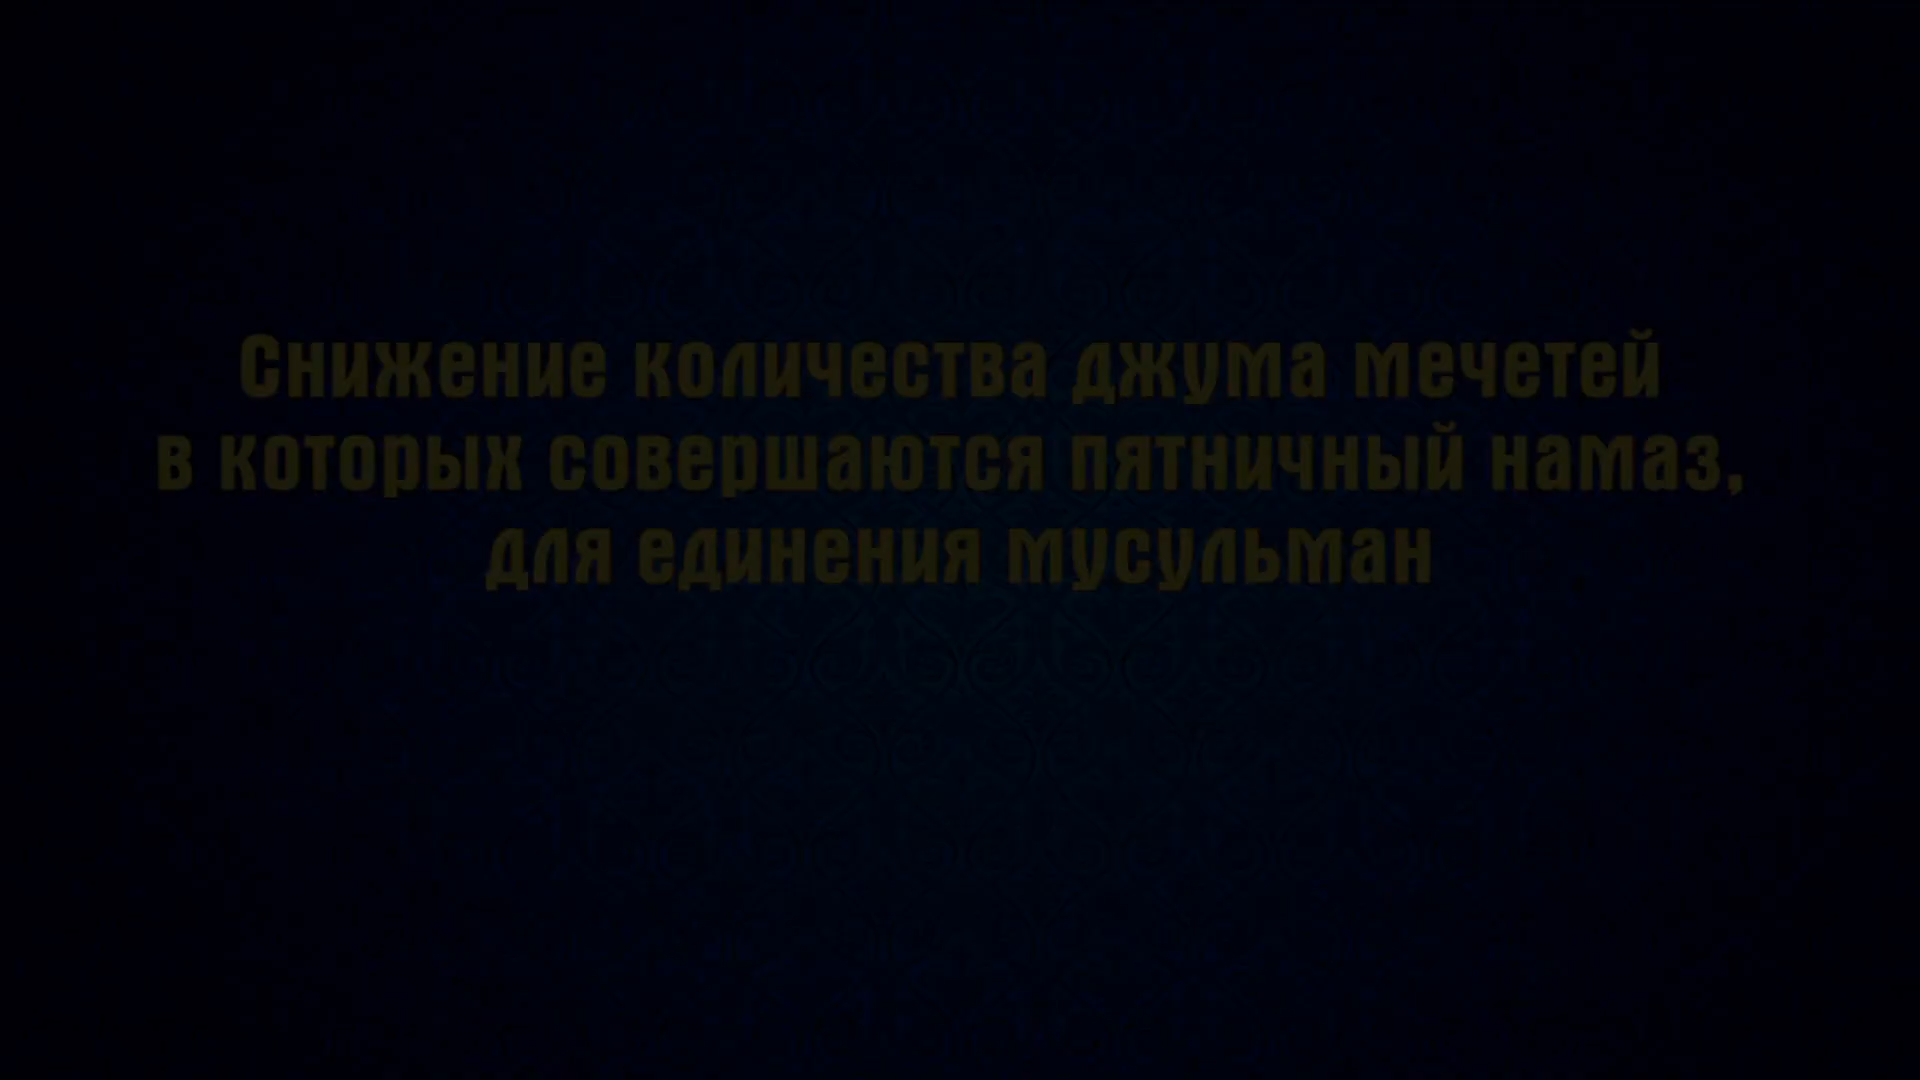 Снижение количества джума мечетей
в которых совершаются пятничный намаз,
для единения мусульман